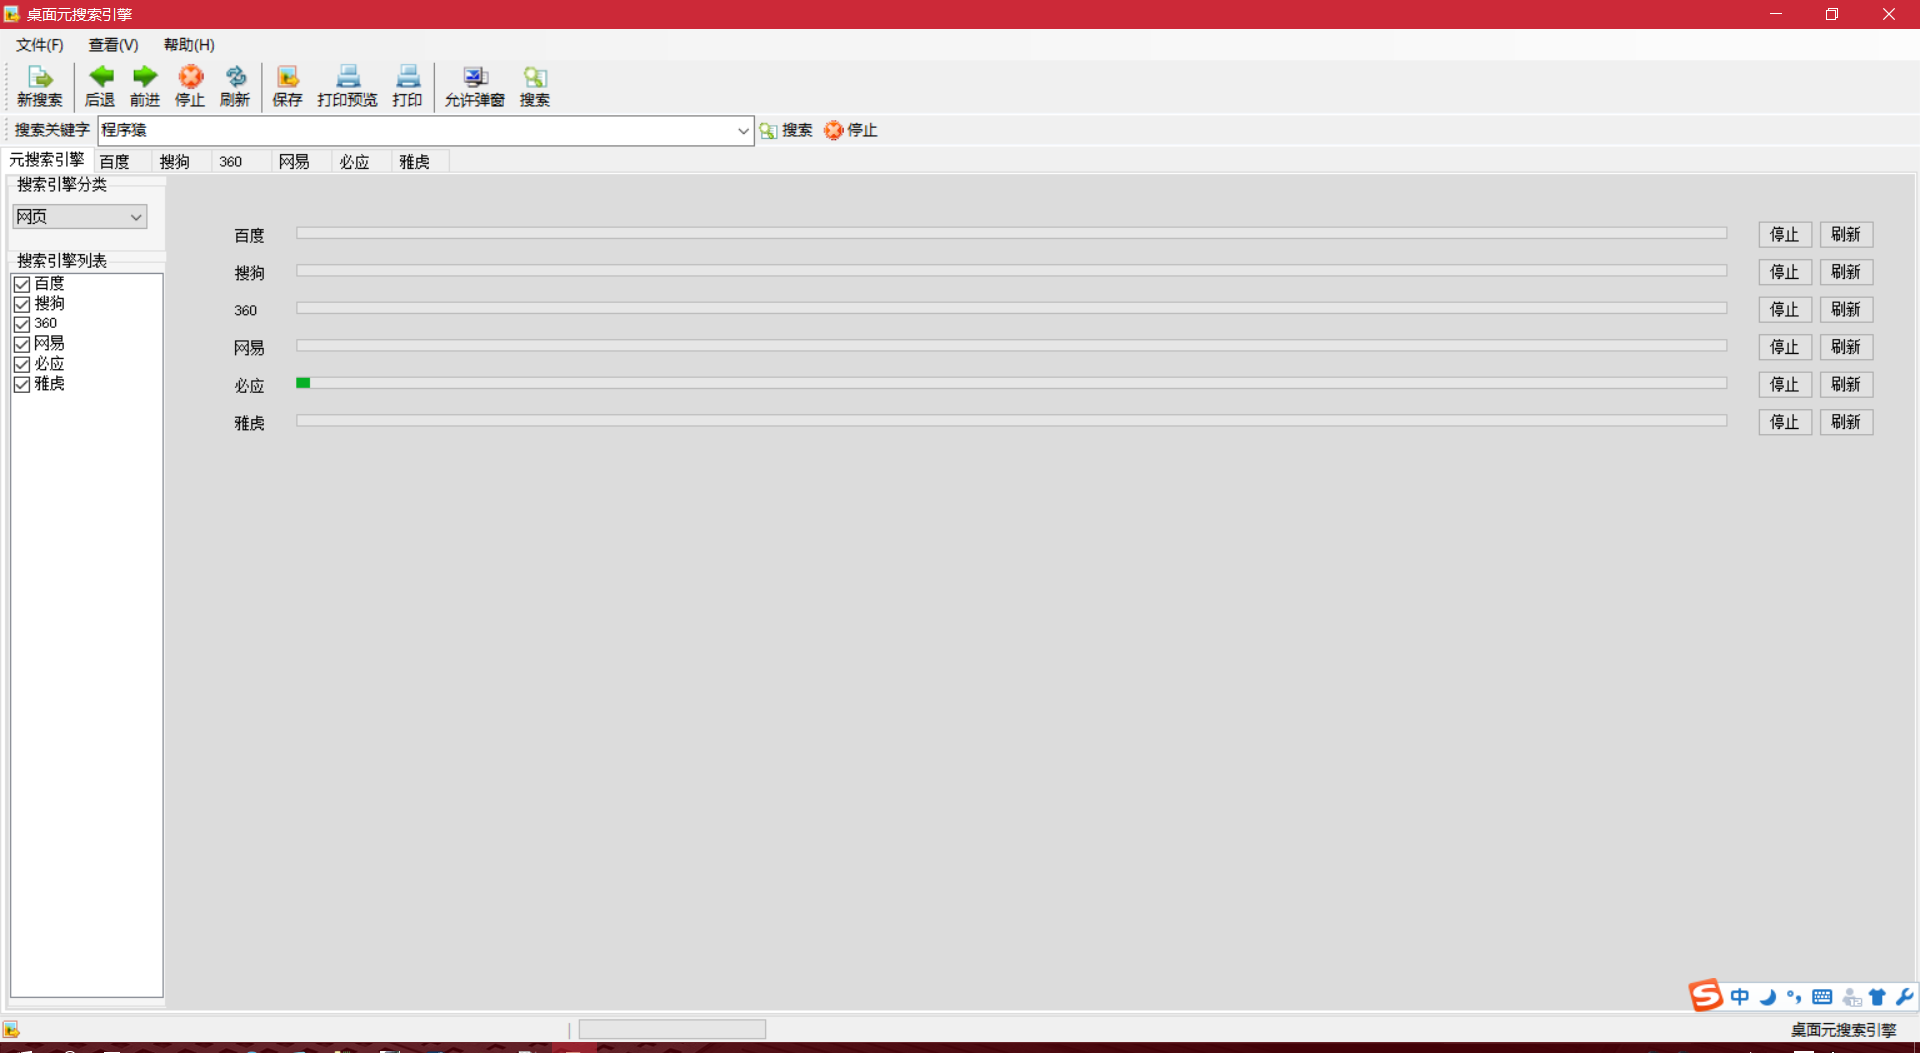 桌面元搜索引擎
文件(F) 查看(V) 帮助(H)
新搜索 后退 前进 停止 刷新 保存 打印预览 打印 允许弹窗 搜索
搜索关键字 程序猿 搜索 停止
元搜索引擎 百度 搜狗 360 网易 必应 雅虎
搜索引擎分类
网页
搜索引擎列表
百度
搜狗
360
网易
必应
雅虎
百度 停止 刷新
搜狗 停止 刷新
360 停止 刷新
网易 停止 刷新
必应 停止 刷新
雅虎 停止 刷新
S 中
桌面元搜索引擎